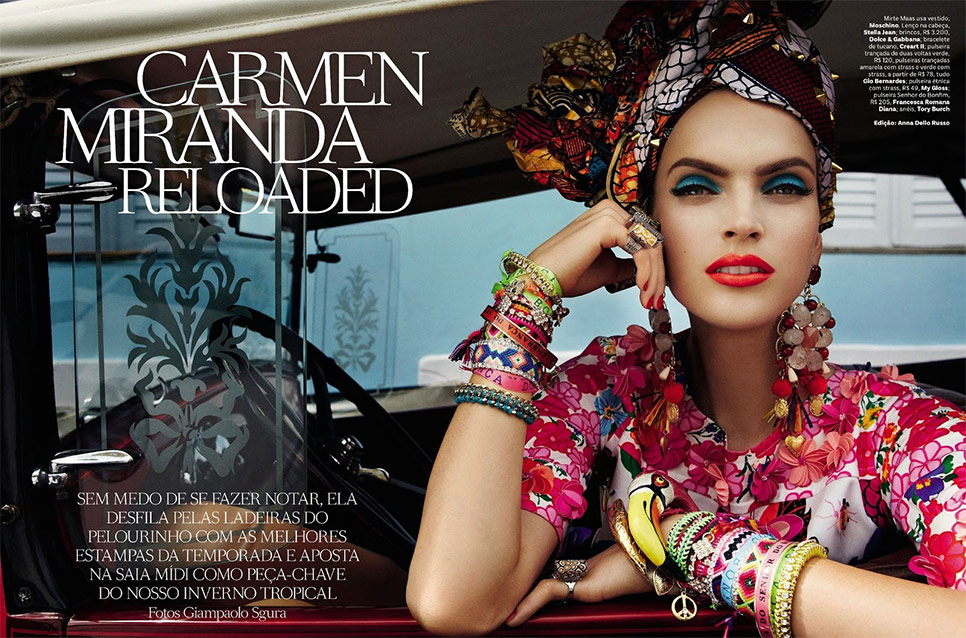 CARMEN
MIRANDA
RELOADED
Mirte Maas usa vestido,
Moschino. Lenço na cabeça,
Stella Jean; brincos, R$ 3.200,
Dolce & Gabbana; bracelete
de tucano, Creart II; pulseira
trançada de duas voltas verde,
R$ 120, pulseiras trançadas
amarela com strass e verde com
strass, a partir de R$ 78, tudo
Gio Bernardes; pulseira étnica
com strass, R$ 49, My Gloss;
pulseira Senhor do Bonfim,
R$ 205, Francesca Romana
Diana; anéis, Tory Burch
Edição: Anna Dello Russo
SEM MEDO DE SE FAZER NOTAR, ELA
DESFILA PELAS LADEIRAS DO
PELOURINHO COM AS MELHORES
ESTAMPAS DA TEMPORADA E APOSTA
NA SAIA MÍDI COMO PEÇA-CHAVE
DO NOSSO INVERNO TROPICAL
Fotos Giampaolo Sgura
DO SENHOR DO